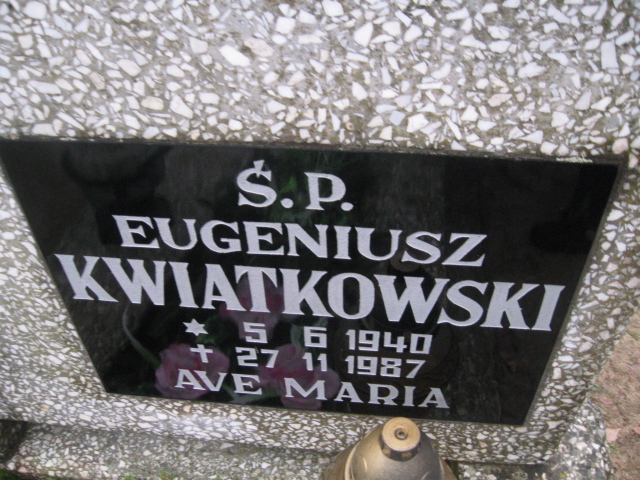 Ś.P.
EUGENIUSZ
KWIATKOWSKI
* 5 6 1940
+ 27 11 1987
AVE MARIA